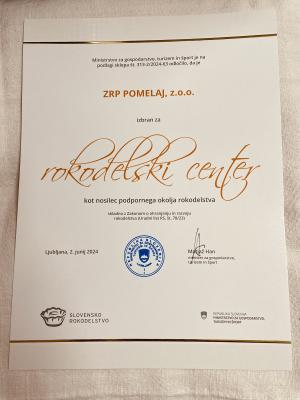 Ministrstvo za gospodarstvo, turizem in šport je na
podlagi sklepa št. 313-2/2024-63 odločilo, da je
ZRP POMELAJ, z.o.o.
izbran za
rokodelski center
kot nosilec podpornega okolja rokodelstva
skladno z Zakonom o ohranjanju in razvoju
rokodelstva (Uradni list RS, št. 78/23)
Ljubljana, 2. junij 2024
Matjaž Han
minister za gospodarstvo,
turizem in šport
SLOVENSKO
ROKODELSTVO
REPUBLIKA SLOVENIJA
MINISTRSTVO ZA GOSPODARSTVO,
TURIZEM IN ŠPORT